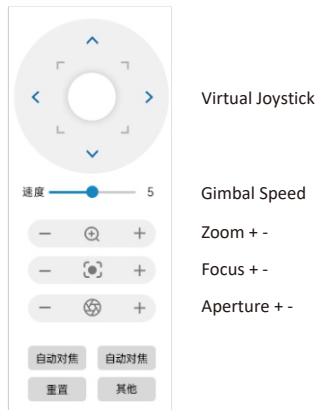 Virtual Joystick
速度 5 Gimbal Speed
Zoom + -
Focus + -
Aperture + -
自动对焦 自动对焦
重置 其他